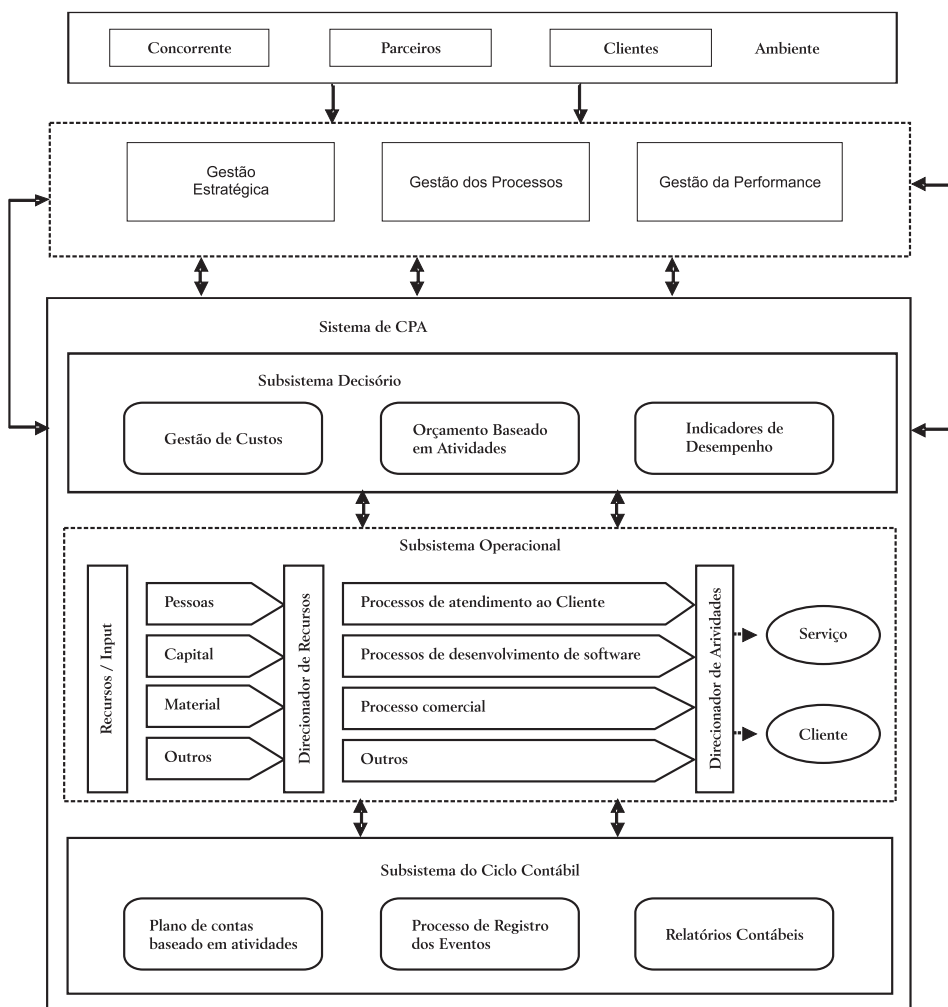 Concorrente
Parceiros
Clientes
Ambiente
Gestão
Estratégica
Gestão dos Processos
Gestão da Performance
Sistema de CPA
Subsistema Decisório
Gestão de Custos
Orçamento Baseado
em Atividades
Indicadores de
Desempenho
Subsistema Operacional
Recursos / Input
Pessoas
Capital
Material
Outros
Direcionador de Recursos
Processos de atendimento ao Cliente
Processos de desenvolvimento de software
Processo comercial
Outros
Direcionador de Arividades
Serviço
Cliente
Subsistema do Ciclo Contábil
Plano de contas
baseado em atividades
Processo de Registro
dos Eventos
Relatórios Contábeis